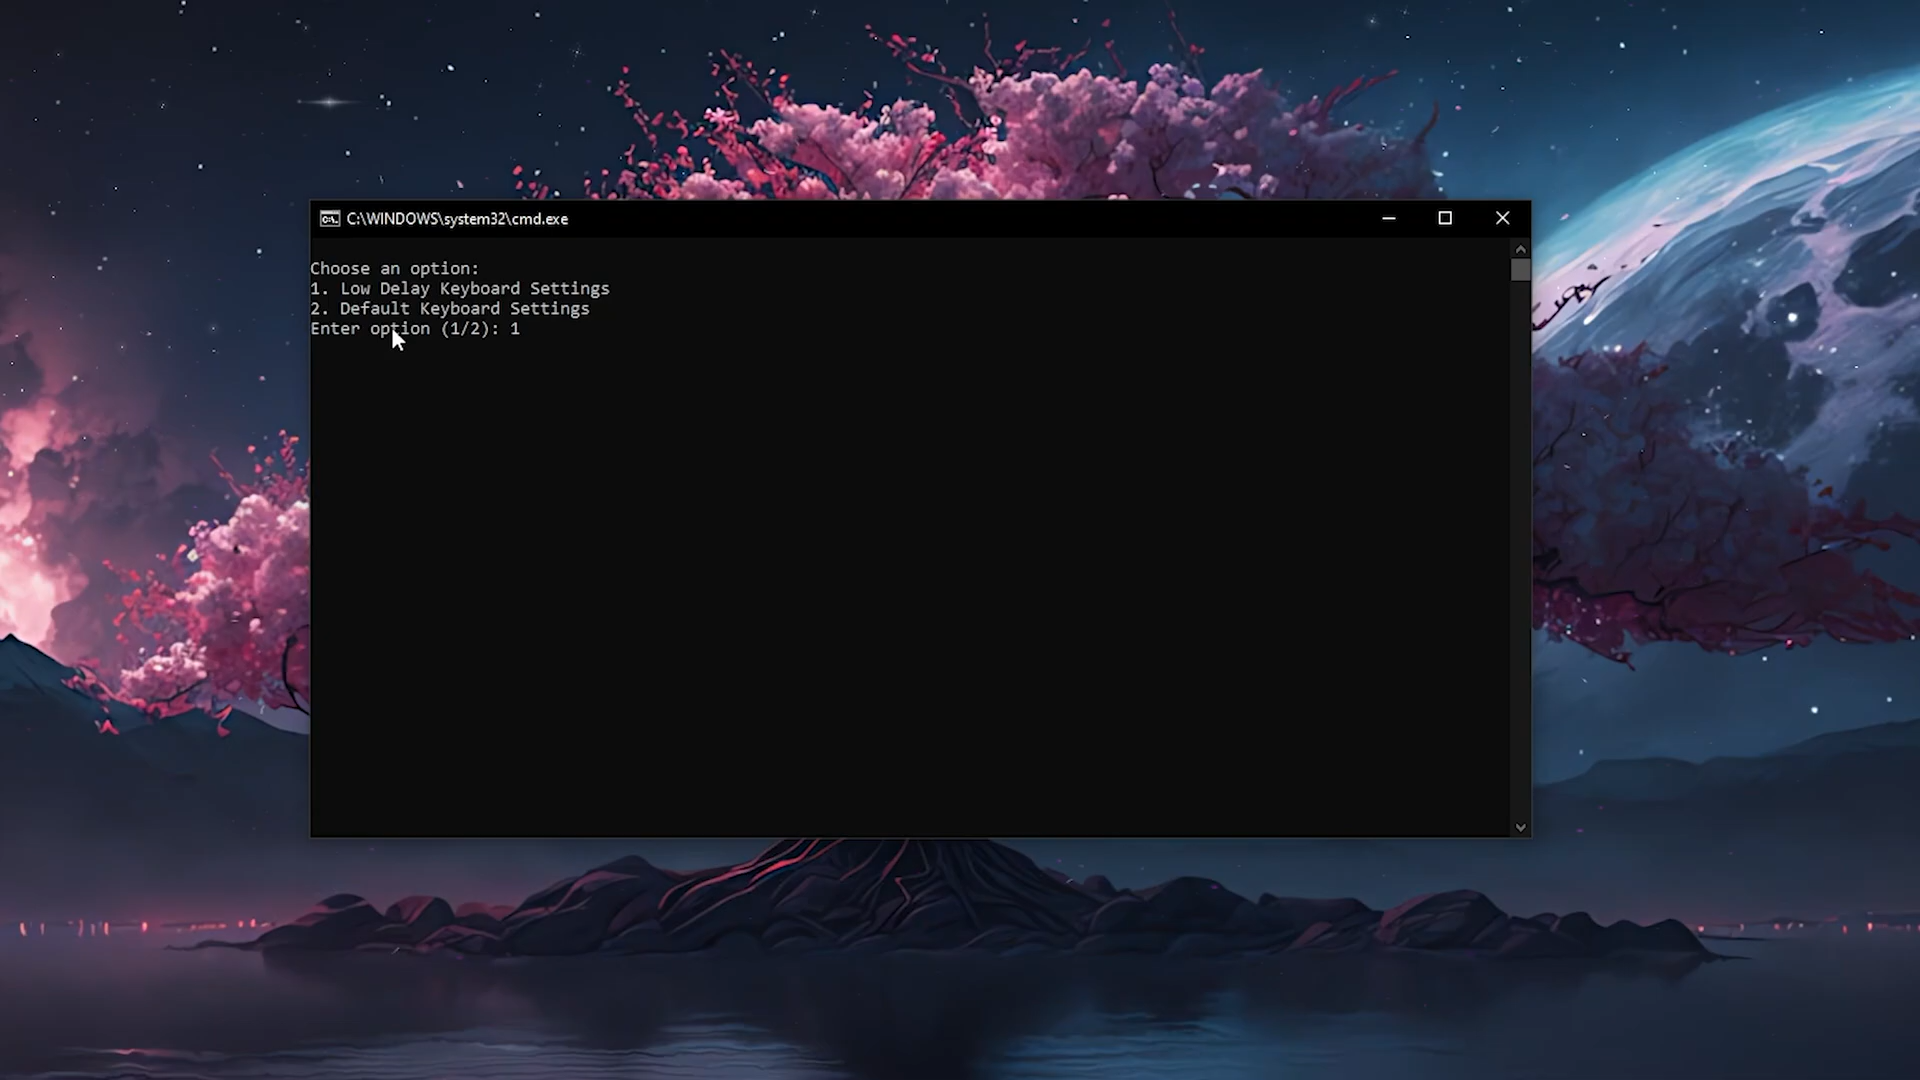 C:\WINDOWS\system32\cmd.exe
Choose an option:
1. Low Delay Keyboard Settings
2. Default Keyboard Settings
Enter option (1/2): 1